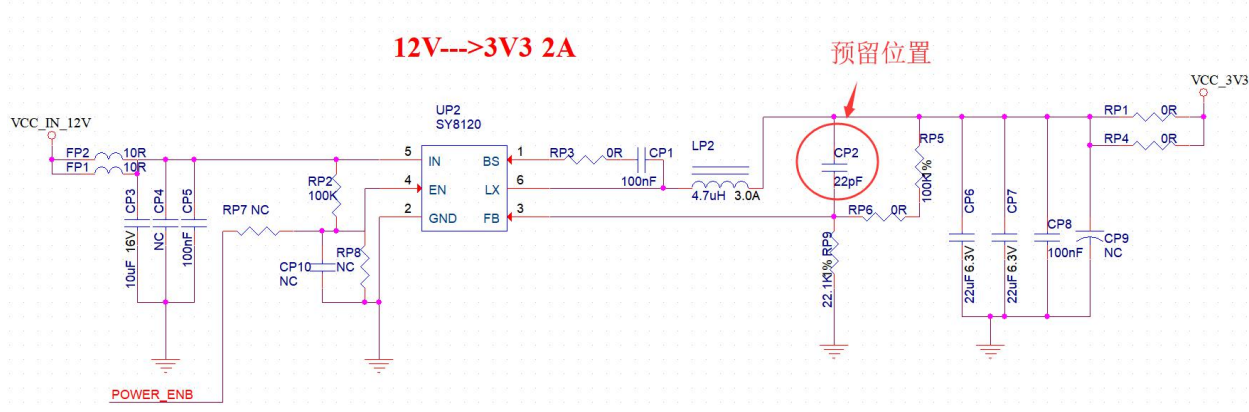 12V--->3V3 2A
预留位置
VCC_3V3
UP2
SY8120
RP1 0R
VCC_IN_12V
RP4 0R
FP2 10R
FP1 10R
5 IN
BS 1
RP3 0R
CP1
100nF
LP2
4.7uH 3.0A
CP2
22pF
RP5
100K1%
4 EN
LX 6
RP2
100K
2 GND
FB 3
RP6 0R
CP3
10uF 16V
CP4
NC
CP5
100nF
RP7 NC
CP10
NC
RP8
NC
RP9
22.1K1%
CP6
22uF 6.3V
CP7
22uF 6.3V
CP8
100nF
CP9
NC
POWER_ENB